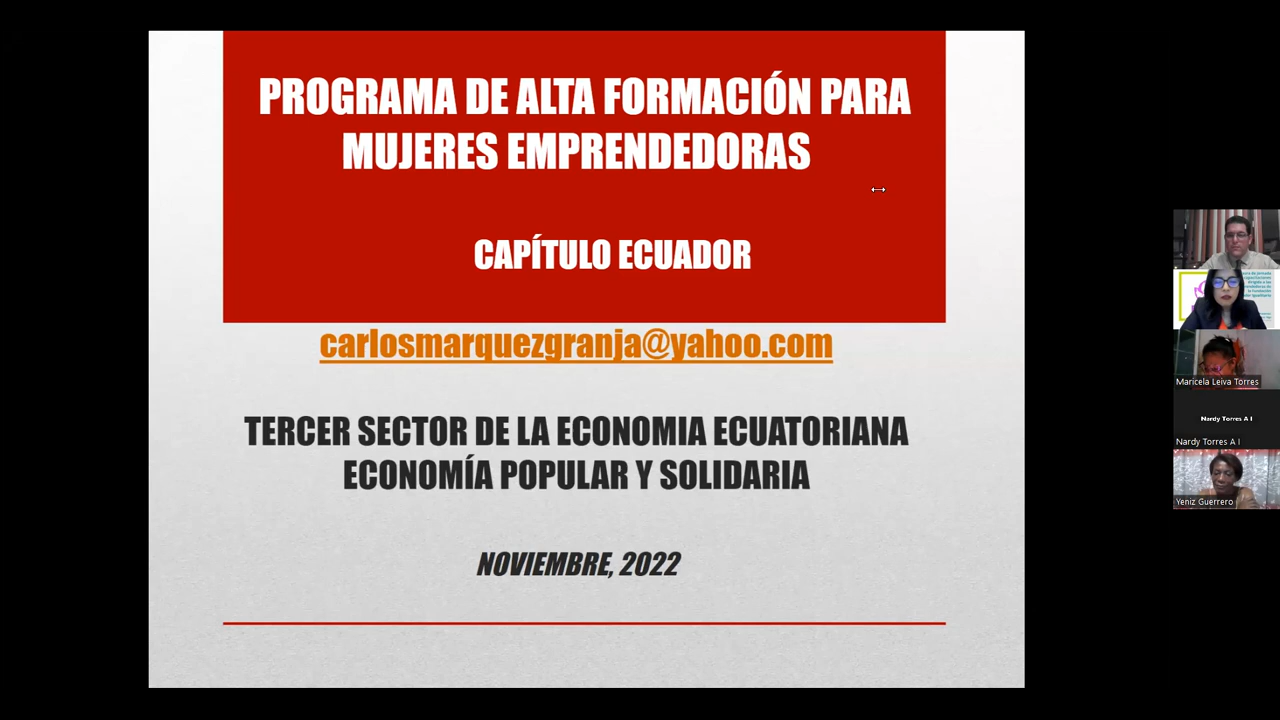 PROGRAMA DE ALTA FORMACIÓN PARA
MUJERES EMPRENDEDORAS
CAPÍTULO ECUADOR
carlosmarquezgranja@yahoo.com
TERCER SECTOR DE LA ECONOMIA ECUATORIANA
ECONOMÍA POPULAR Y SOLIDARIA
NOVIEMBRE, 2022
Maricela Leiva Torres
Nardy Torres A I
Nardy Torres A I
Yeniz Guerrero